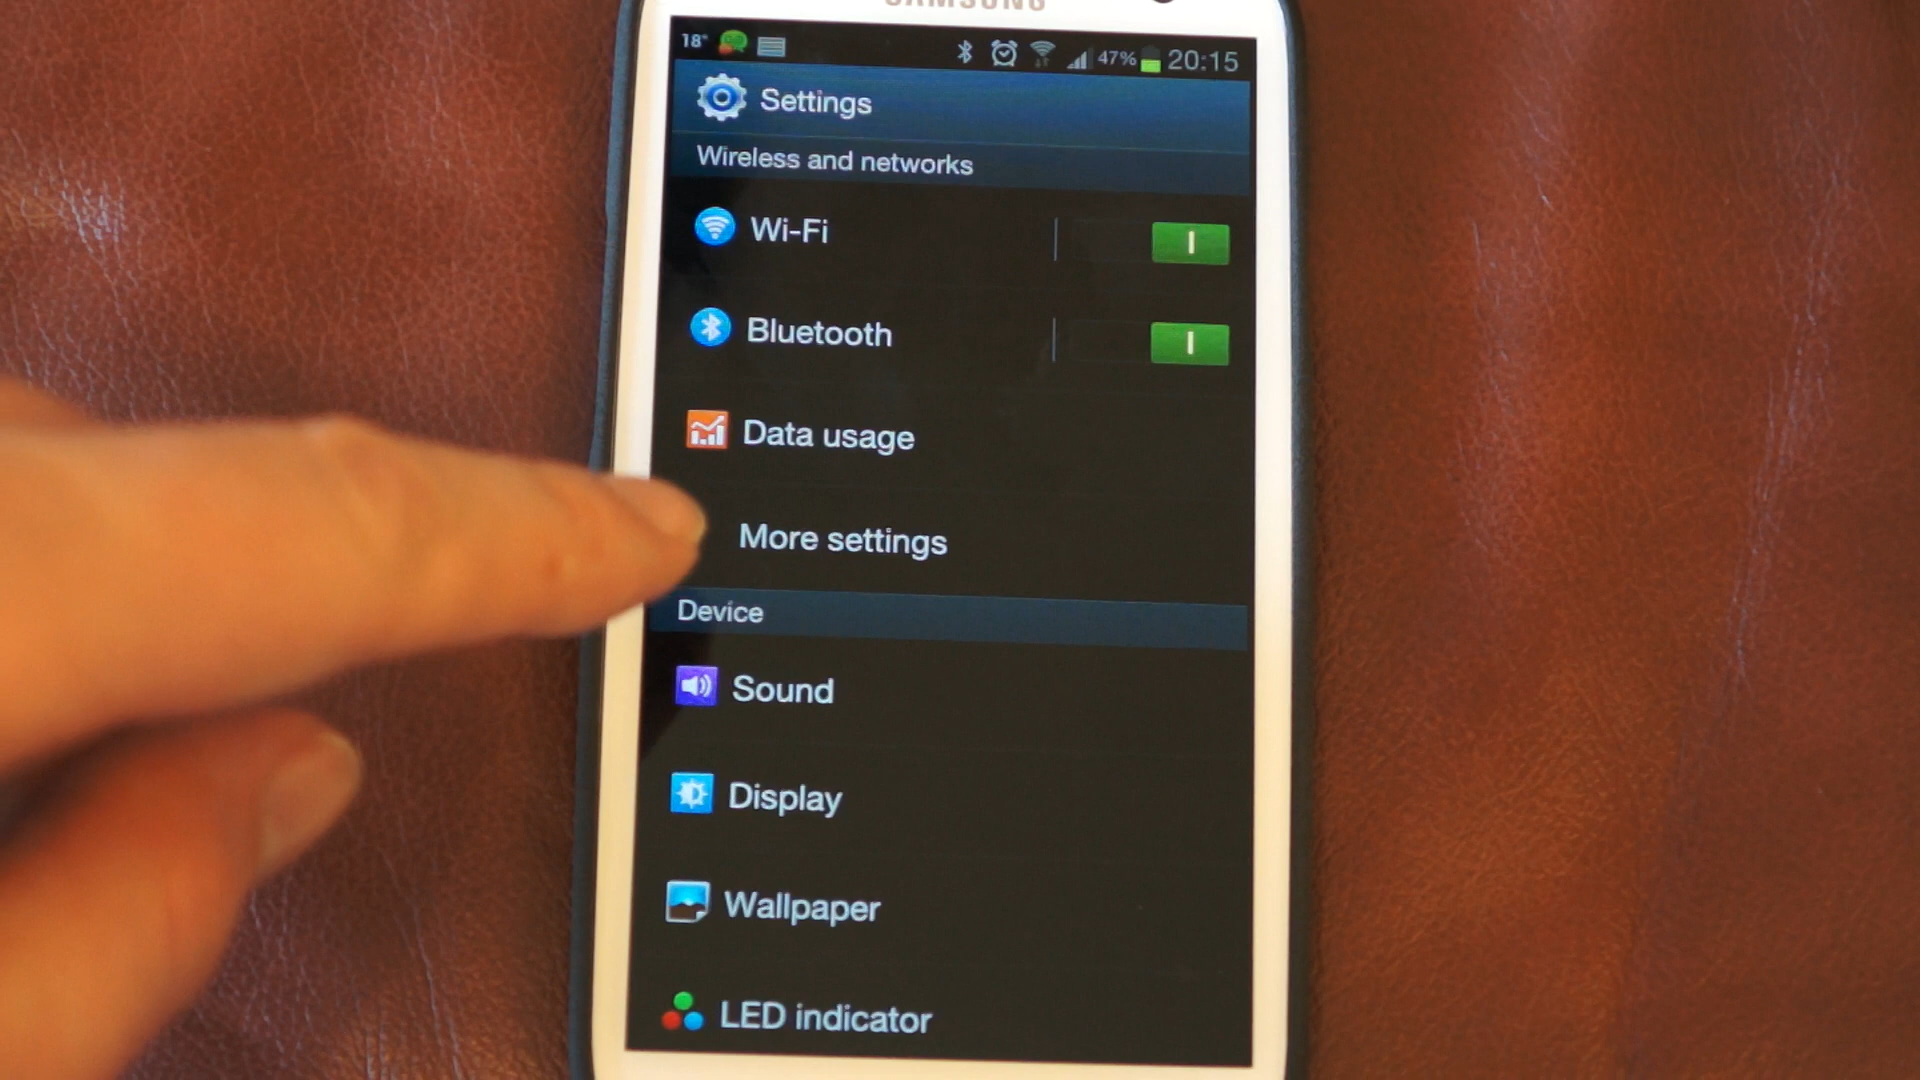 SAMSUNG
18° 47% 20:15
Settings
Wireless and networks
Wi-Fi
Bluetooth
Data usage
More settings
Device
Sound
Display
Wallpaper
LED indicator